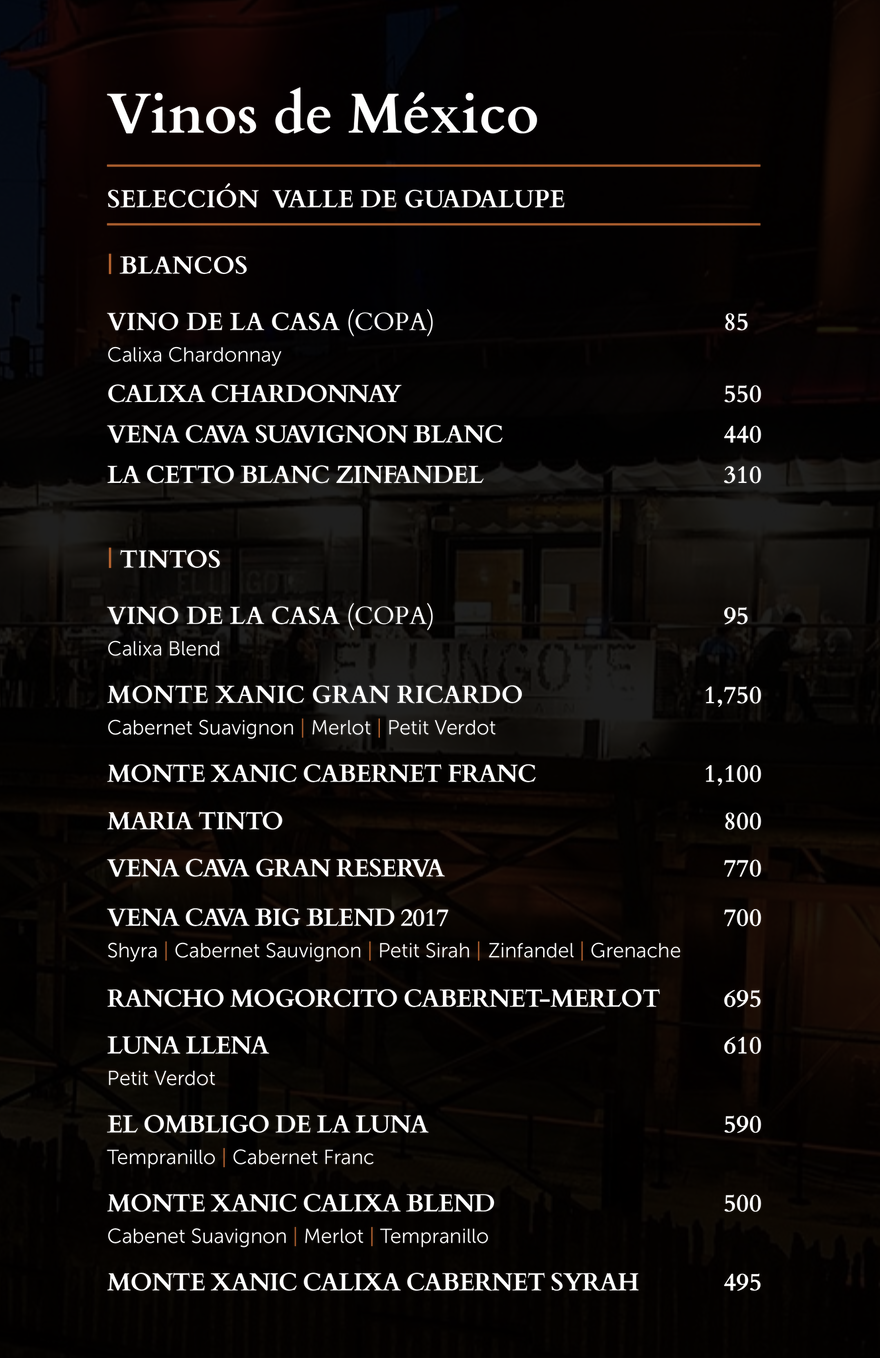 Vinos de México
SELECCIÓN VALLE DE GUADALUPE
| BLANCOS
VINO DE LA CASA (COPA) 85
Calixa Chardonnay
CALIXA CHARDONNAY 550
VENA CAVA SUAVIGNON BLANC 440
LA CETTO BLANC ZINFANDEL 310
| TINTOS
VINO DE LA CASA (COPA) 95
Calixa Blend
EL LINGOTE
MONTE XANIC GRAN RICARDO 1,750
Cabernet Suavignon | Merlot | Petit Verdot
MONTE XANIC CABERNET FRANC 1,100
MARIA TINTO 800
VENA CAVA GRAN RESERVA 770
VENA CAVA BIG BLEND 2017 700
Shyra | Cabernet Sauvignon | Petit Sirah | Zinfandel | Grenache
RANCHO MOGORCITO CABERNET-MERLOT 695
LUNA LLENA 610
Petit Verdot
EL OMBLIGO DE LA LUNA 590
Tempranillo | Cabernet Franc
MONTE XANIC CALIXA BLEND 500
Cabenet Suavignon | Merlot | Tempranillo
MONTE XANIC CALIXA CABERNET SYRAH 495